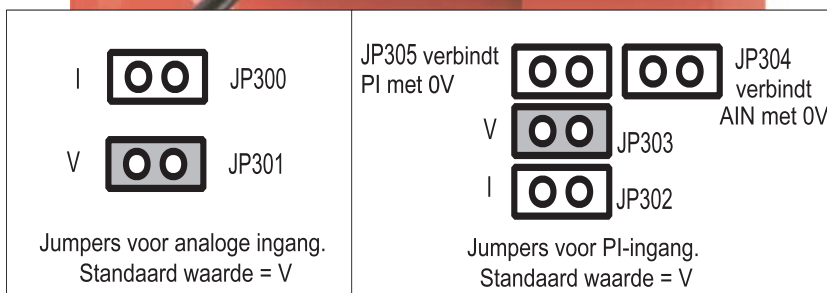 I JP300
V JP301
Jumpers voor analoge ingang.
Standaard waarde = V
JP305 verbindt
PI met 0V
JP304
verbindt
AIN met 0V
V JP303
I JP302
Jumpers voor PI-ingang.
Standaard waarde = V